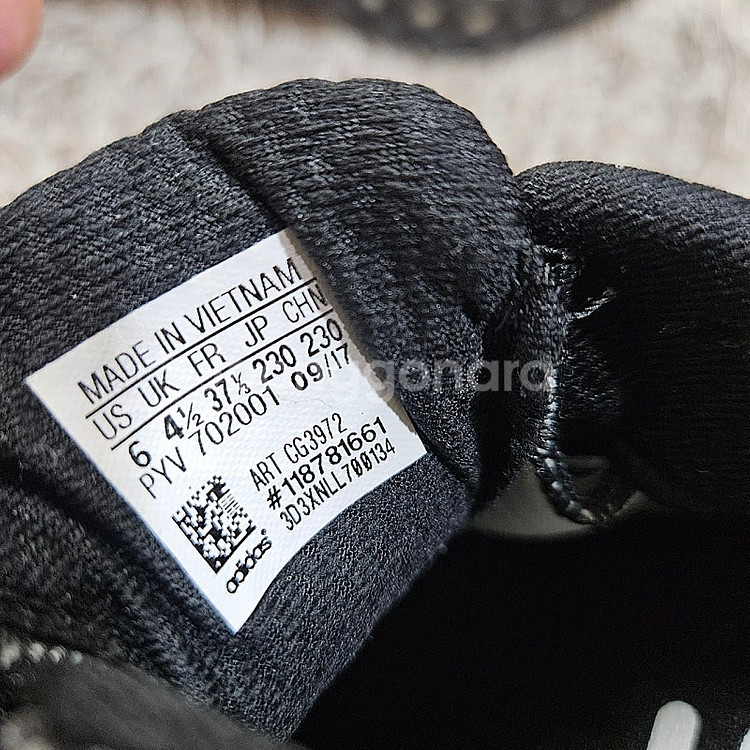 MADE IN VIETNAM
US UK FR JP CHN
6 4½ 37⅓ 230 230
PYV 702001 09/17
ART CG3972
#118781661
3D3XNLL700134
adidas
ggonara